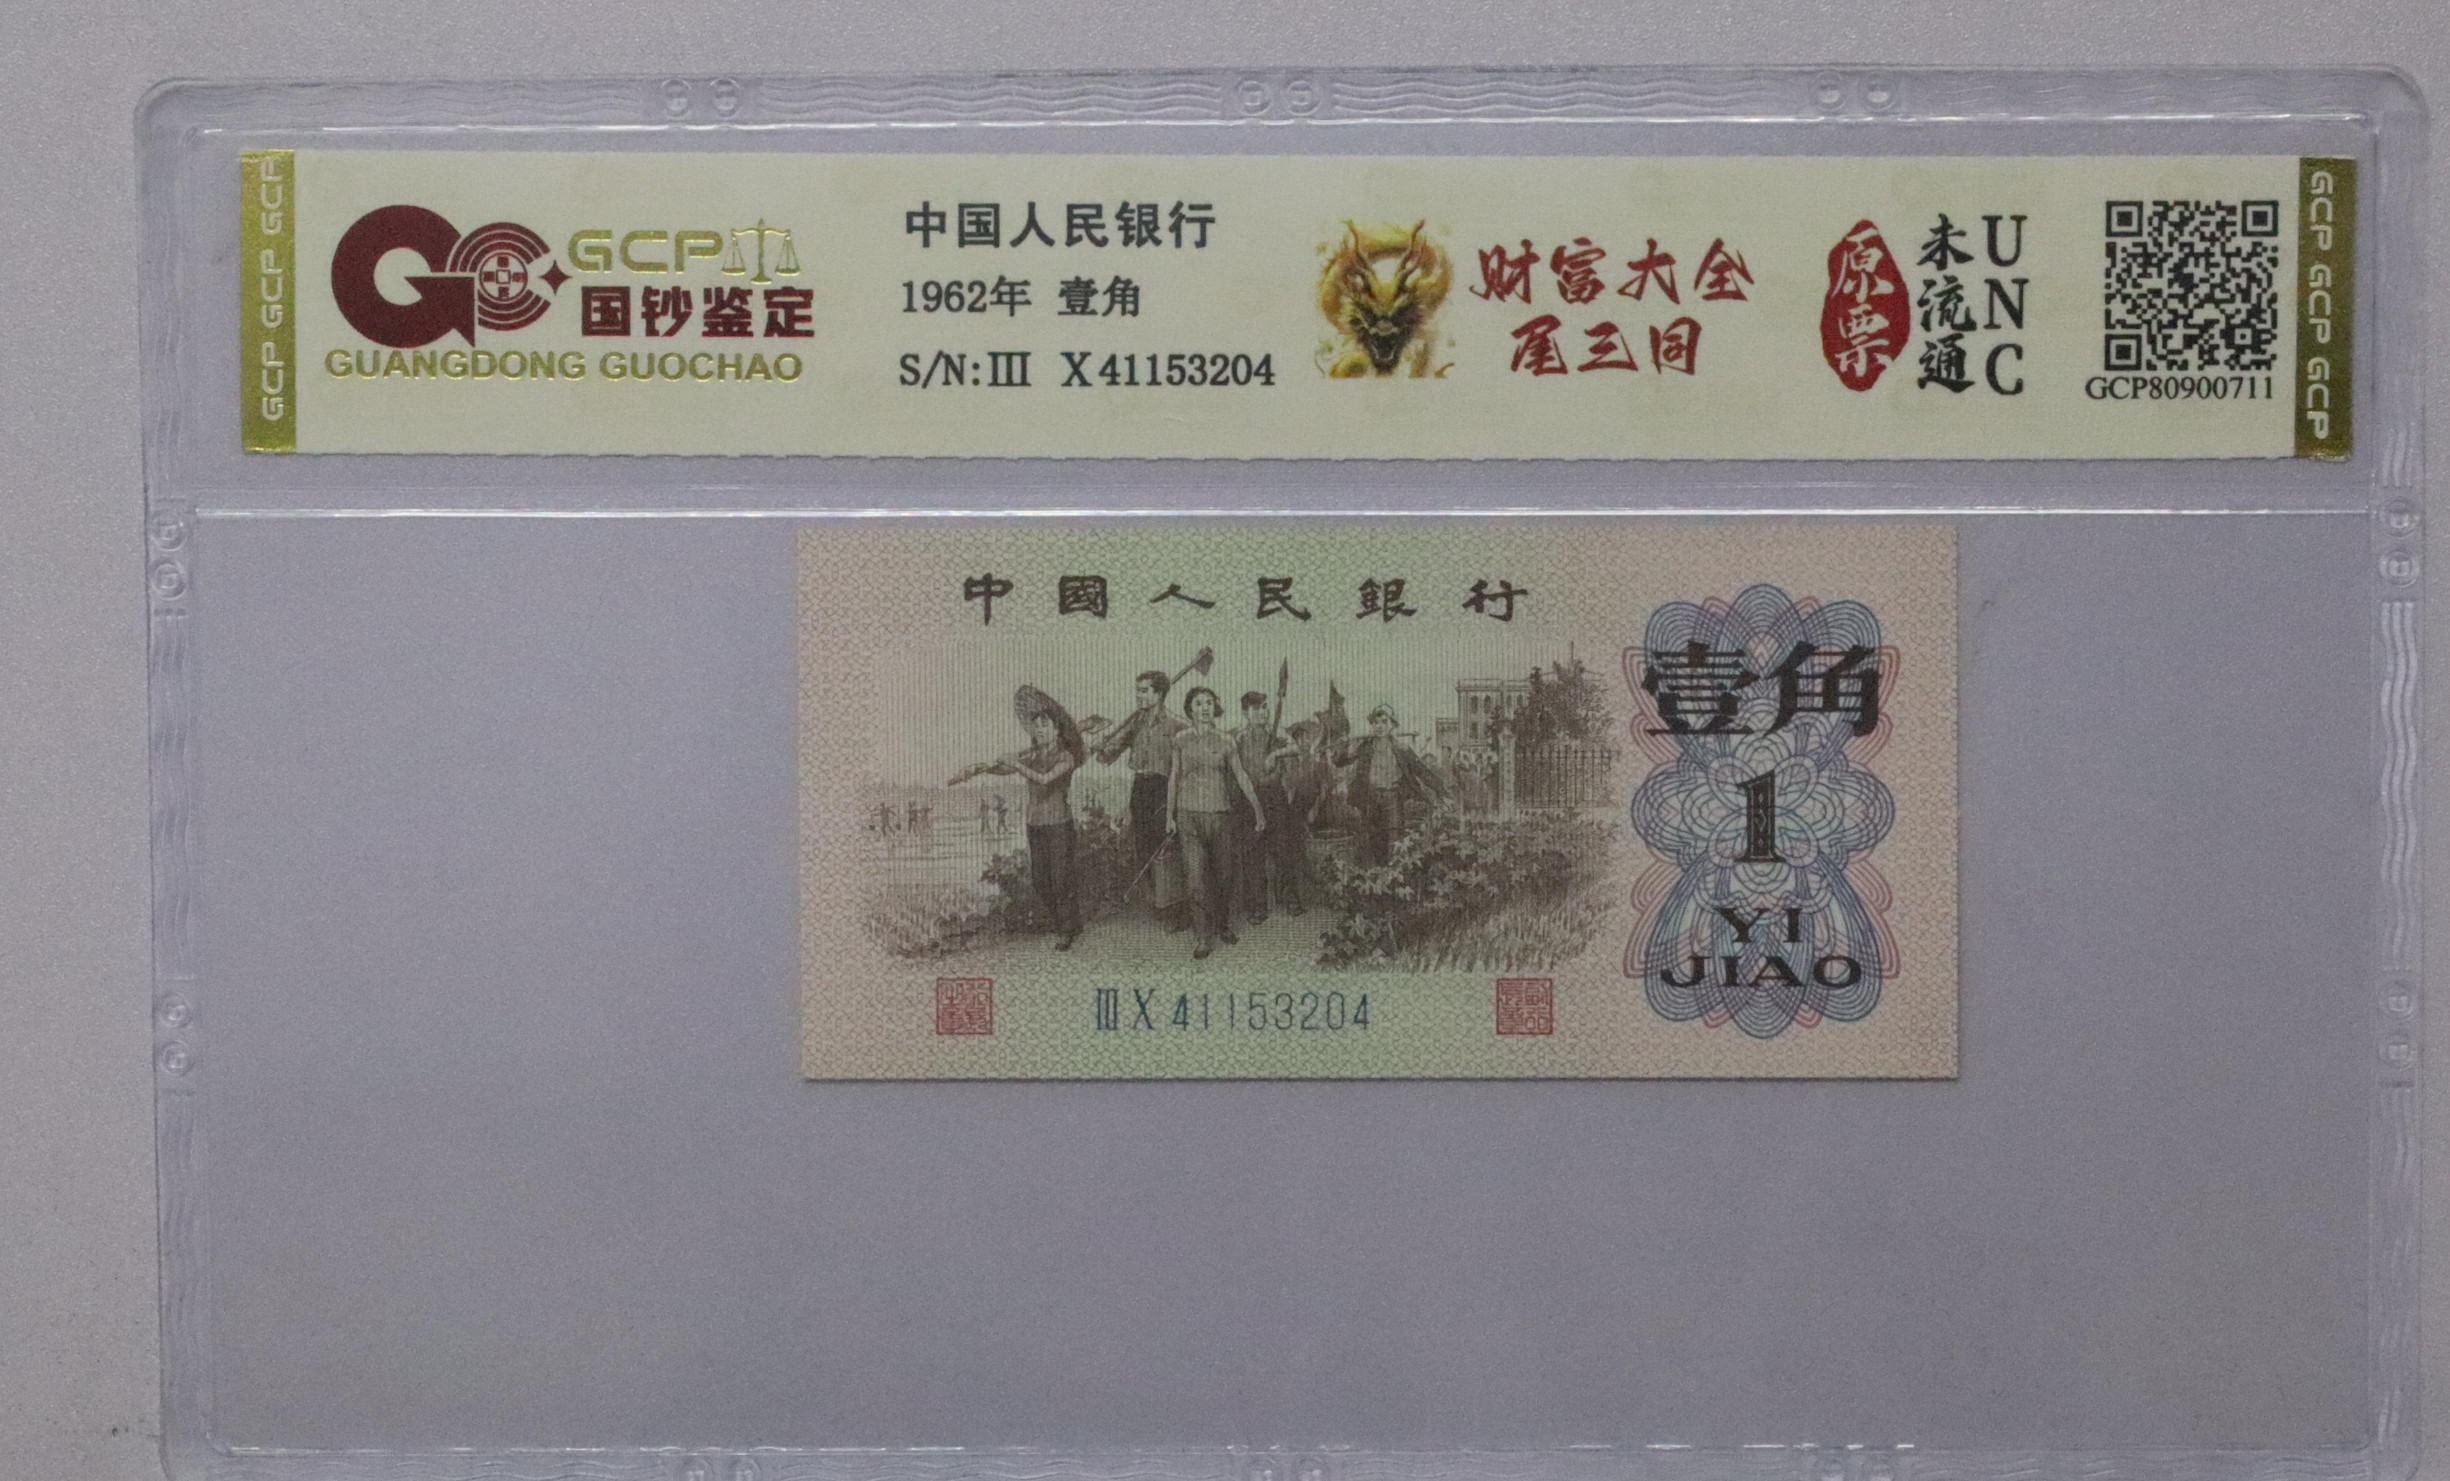 GCP GCP GCP
GCP
国钞鉴定
GUANGDONG GUOCHAO
中国人民银行
1962年 壹角
S/N:III X41153204
财富大全
尾三同
原票
未流通
UNC
GCP80900711
GCP GCP GCP
中國人民銀行
壹角
1
YI
JIAO
III X 41153204